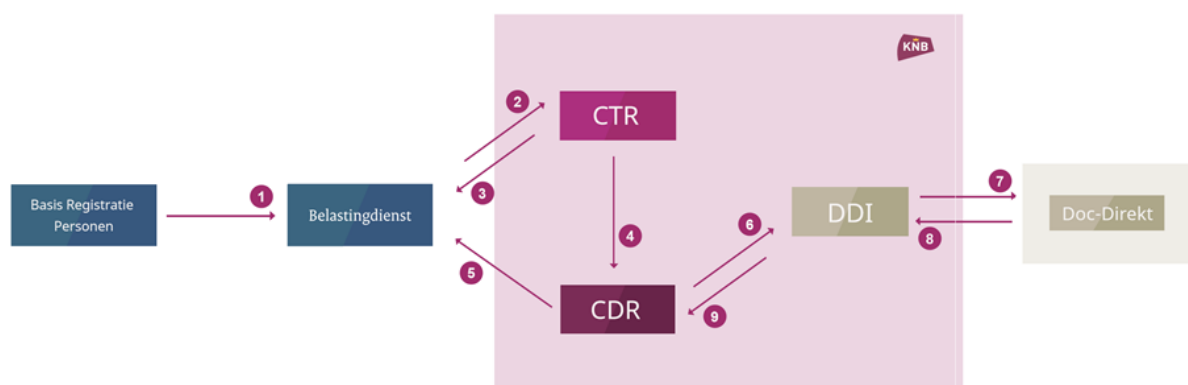 KNB
2
CTR
1
3
7
Basis Registratie
Personen
Belastingdienst
DDI
Doc-Direkt
4
6
8
5
CDR
9